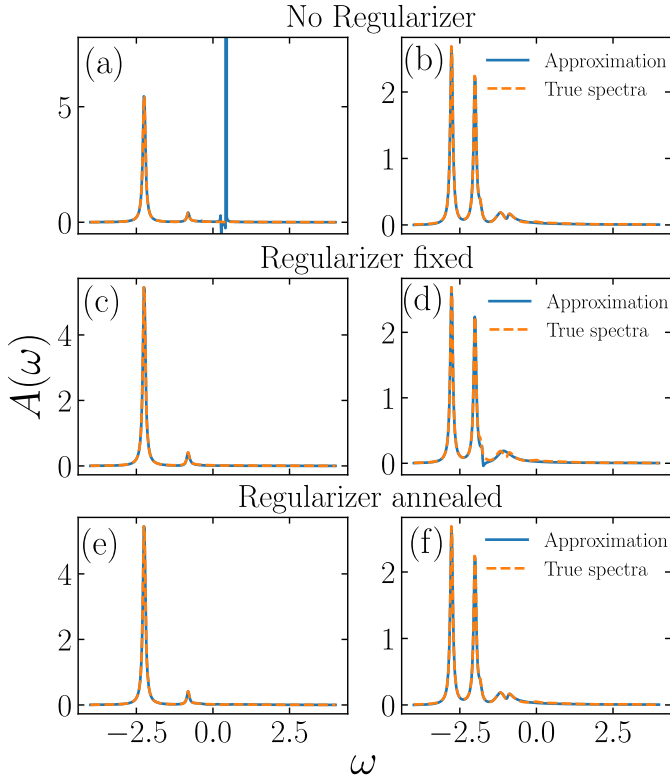 No Regularizer
(a)
5
0
(b)
Approximation
True spectra
2
1
0
Regularizer fixed
(c)
4
2
0
(d)
Approximation
True spectra
2
1
0
A(ω)
Regularizer annealed
(e)
4
2
0
(f)
Approximation
True spectra
2
1
0
−2.5 0.0 2.5
−2.5 0.0 2.5
ω